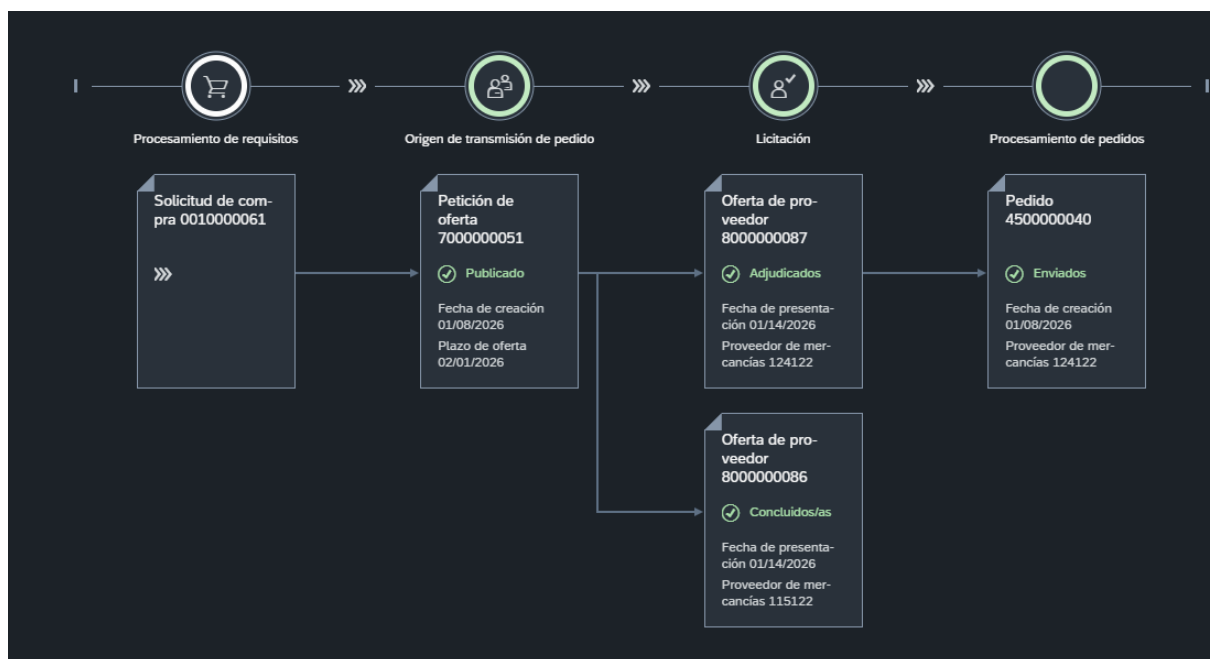 Procesamiento de requisitos
Origen de transmisión de pedido
Licitación
Procesamiento de pedidos
Solicitud de com-
pra 0010000061
Petición de
oferta
7000000051
Publicado
Fecha de creación
01/08/2026
Plazo de oferta
02/01/2026
Oferta de pro-
veedor
8000000087
Adjudicados
Fecha de presenta-
ción 01/14/2026
Proveedor de mer-
cancías 124122
Pedido
4500000040
Enviados
Fecha de creación
01/08/2026
Proveedor de mer-
cancías 124122
Oferta de pro-
veedor
8000000086
Concluidos/as
Fecha de presenta-
ción 01/14/2026
Proveedor de mer-
cancías 115122